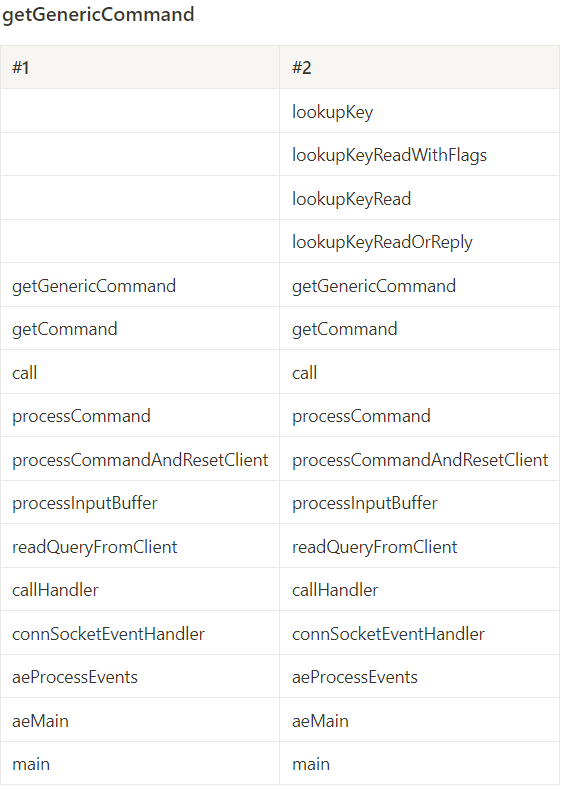 getGenericCommand
#1 #2
lookupKey
lookupKeyReadWithFlags
lookupKeyRead
lookupKeyReadOrReply
getGenericCommand getGenericCommand
getCommand getCommand
call call
processCommand processCommand
processCommandAndResetClient processCommandAndResetClient
processInputBuffer processInputBuffer
readQueryFromClient readQueryFromClient
callHandler callHandler
connSocketEventHandler connSocketEventHandler
aeProcessEvents aeProcessEvents
aeMain aeMain
main main